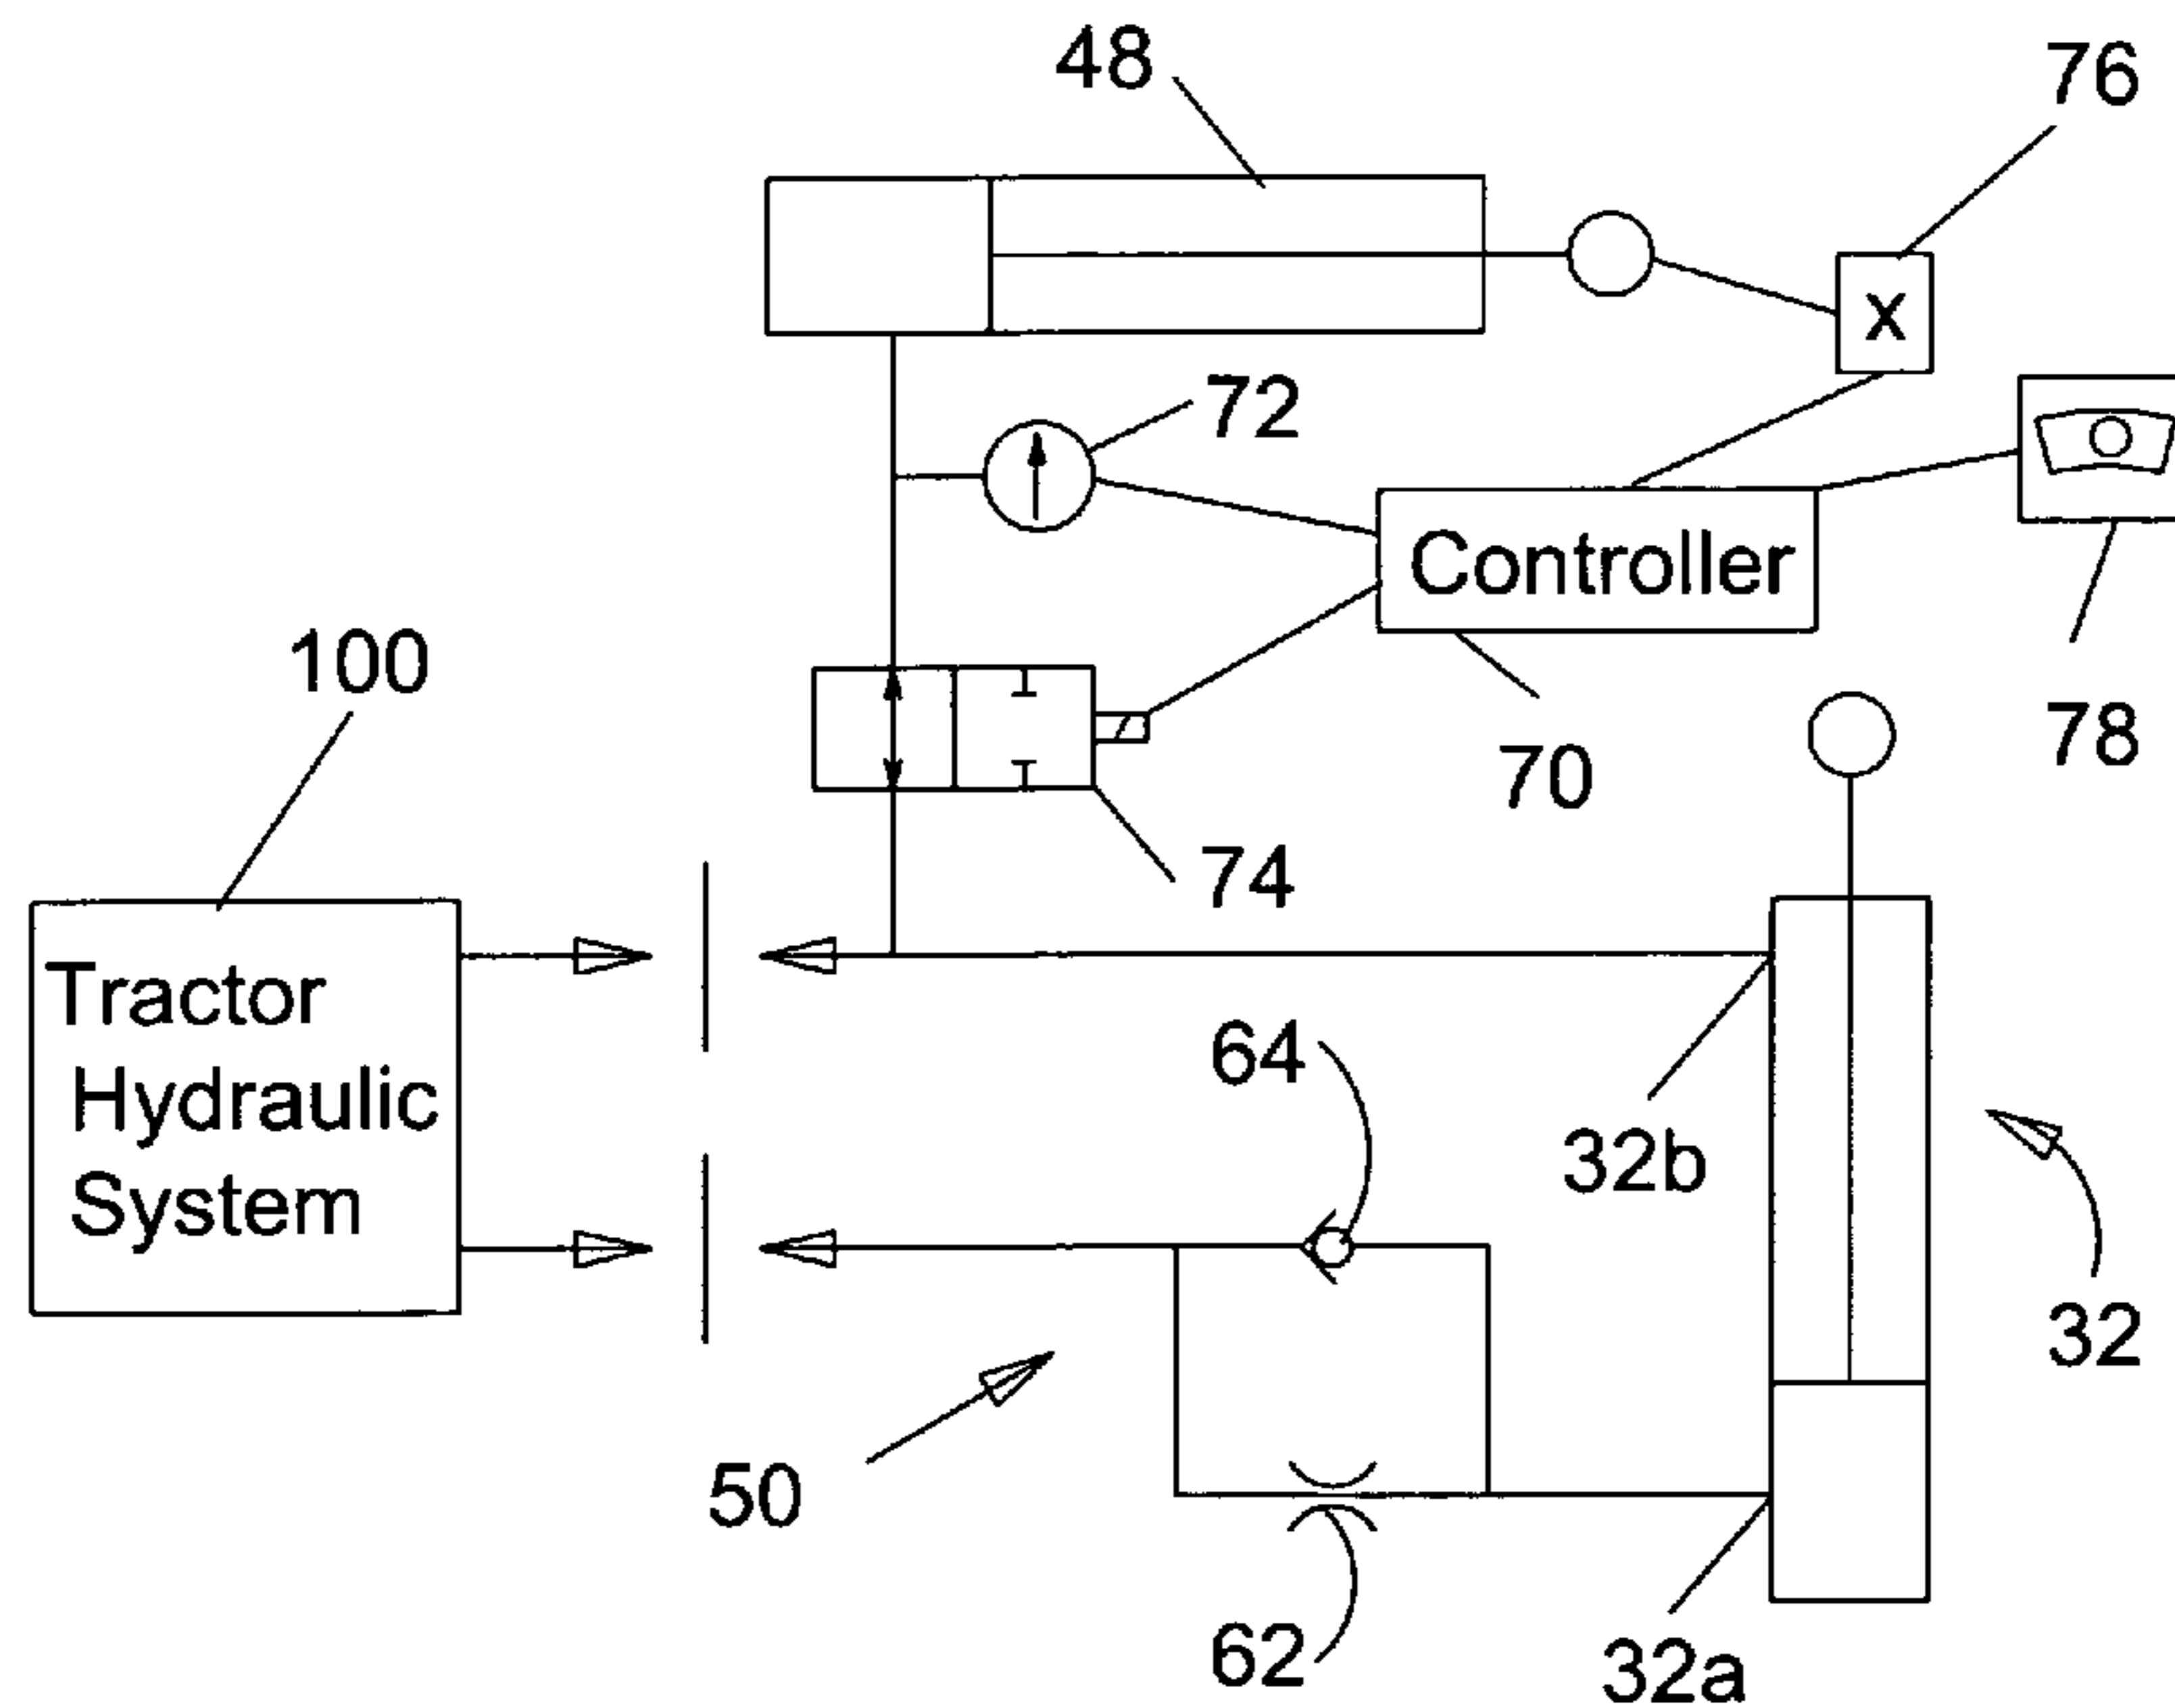 48
76
72
Controller
100
70
78
74
Tractor
Hydraulic
System
64
32b
32
50
62
32a
X